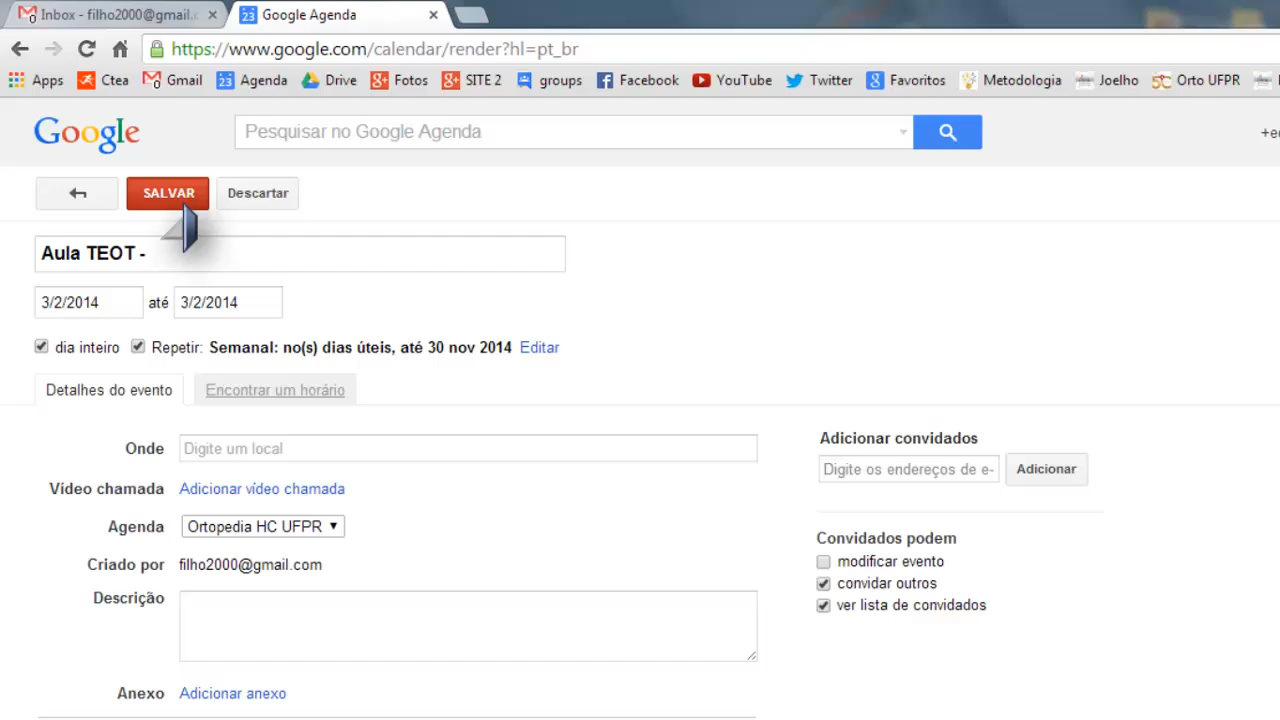 Inbox - filho2000@gmail.c
Google Agenda
https://www.google.com/calendar/render?hl=pt_br
Apps Ctea Gmail Agenda Drive Fotos SITE 2 groups Facebook YouTube Twitter Favoritos Metodologia Joelho Orto UFPR
Google
Pesquisar no Google Agenda
SALVAR Descartar
Aula TEOT -
3/2/2014 até 3/2/2014
dia inteiro Repetir: Semanal: no(s) dias úteis, até 30 nov 2014 Editar
Detalhes do evento Encontrar um horário
Onde Digite um local
Vídeo chamada Adicionar vídeo chamada
Agenda Ortopedia HC UFPR
Criado por filho2000@gmail.com
Descrição
Anexo Adicionar anexo
Adicionar convidados
Digite os endereços de e- Adicionar
Convidados podem
modificar evento
convidar outros
ver lista de convidados